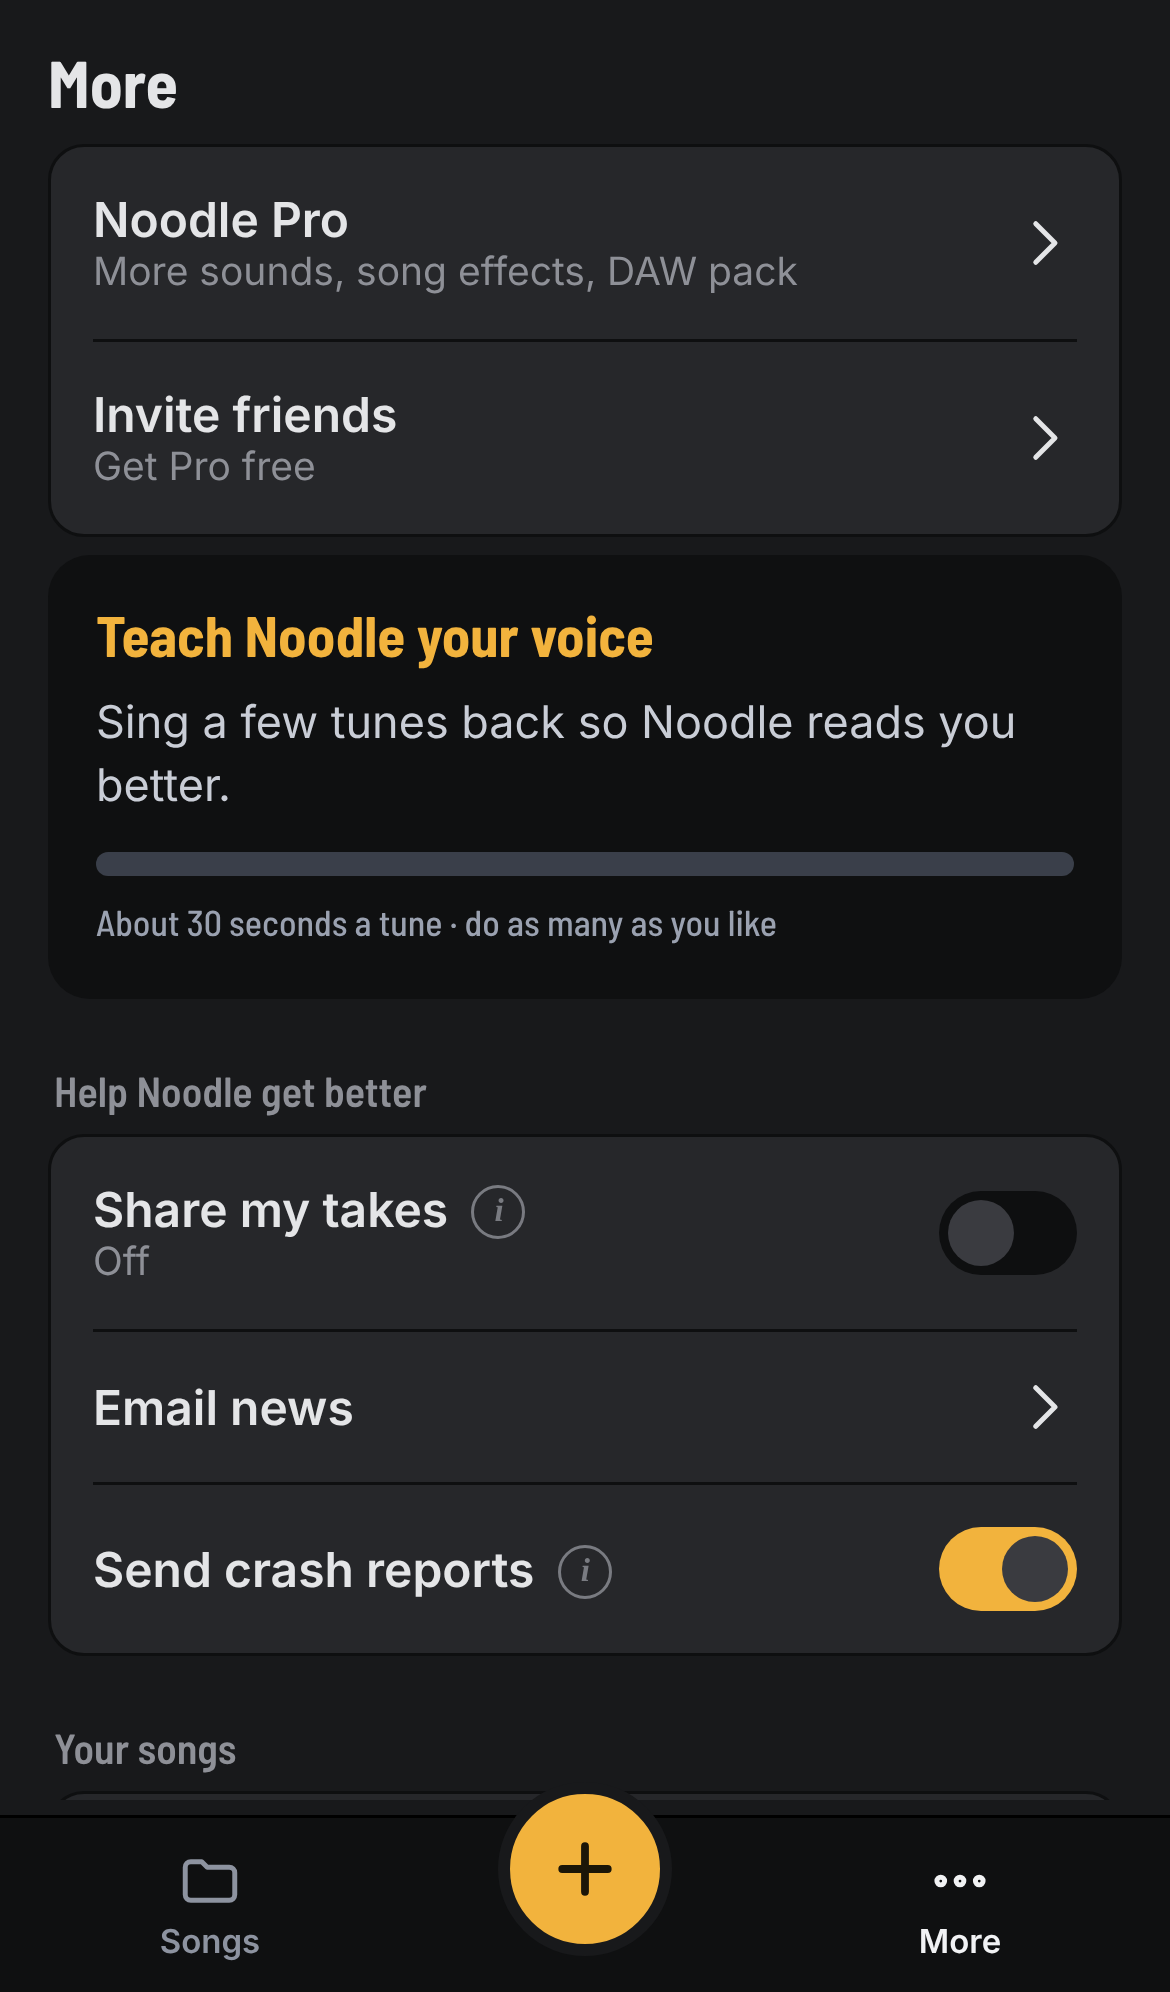 More
Noodle Pro
More sounds, song effects, DAW pack
Invite friends
Get Pro free
Teach Noodle your voice
Sing a few tunes back so Noodle reads you
better.
About 30 seconds a tune · do as many as you like
Help Noodle get better
Share my takes i
Off
Email news
Send crash reports i
Your songs
Songs
More